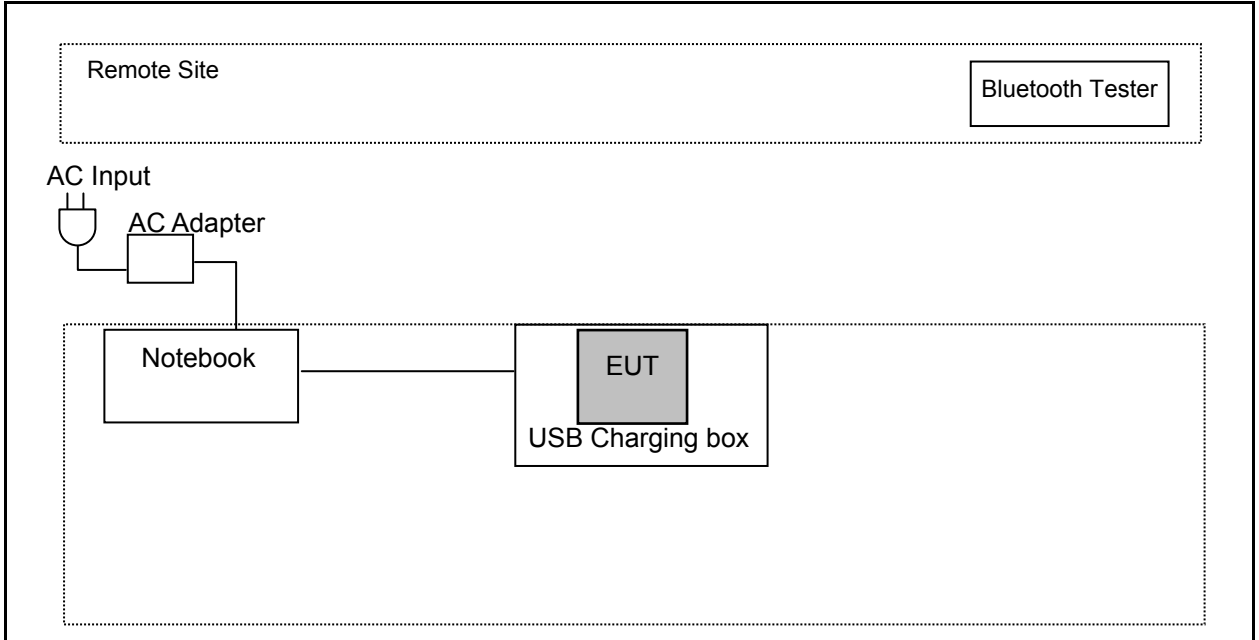 Remote Site
Bluetooth Tester
AC Input
AC Adapter
Notebook
EUT
USB Charging box